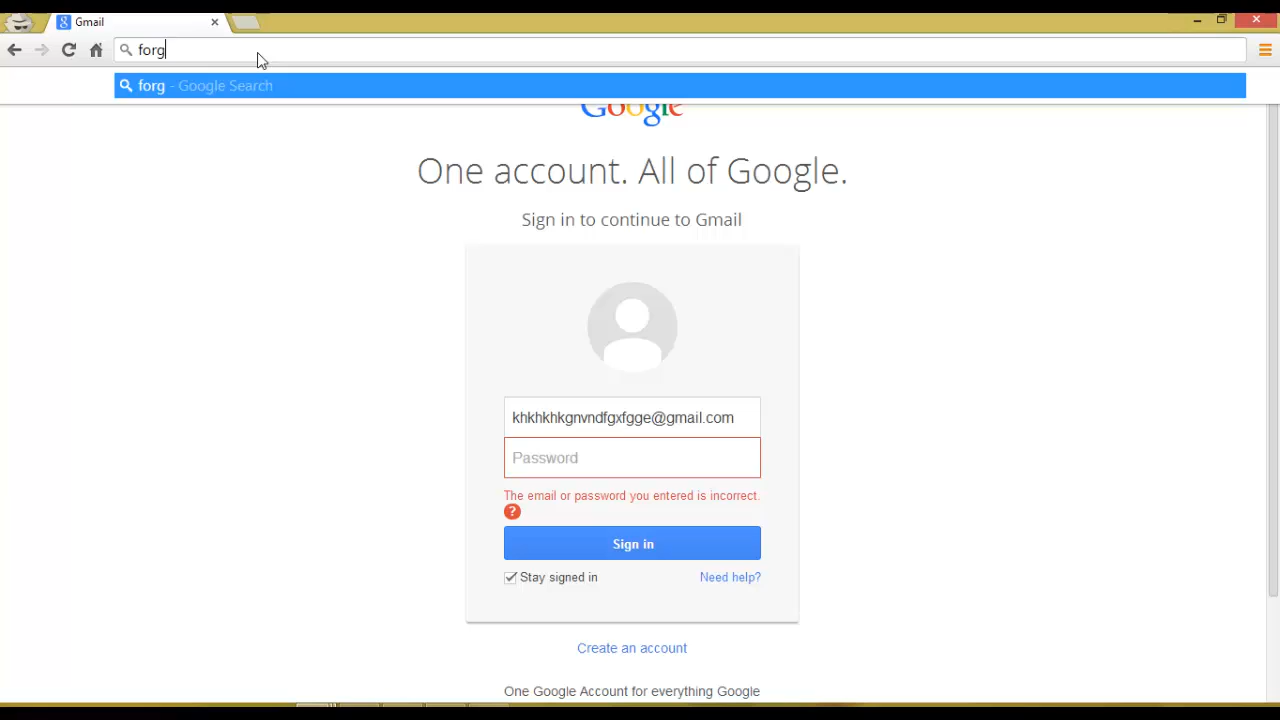 Gmail
forg
forg - Google Search
Google
One account. All of Google.
Sign in to continue to Gmail
khkhkhkgnvndfgxfgge@gmail.com
Password
The email or password you entered is incorrect.
?
Sign in
Stay signed in
Need help?
Create an account
One Google Account for everything Google